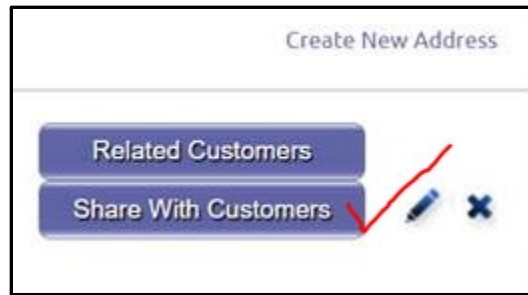 Create New Address
Related Customers
Share With Customers